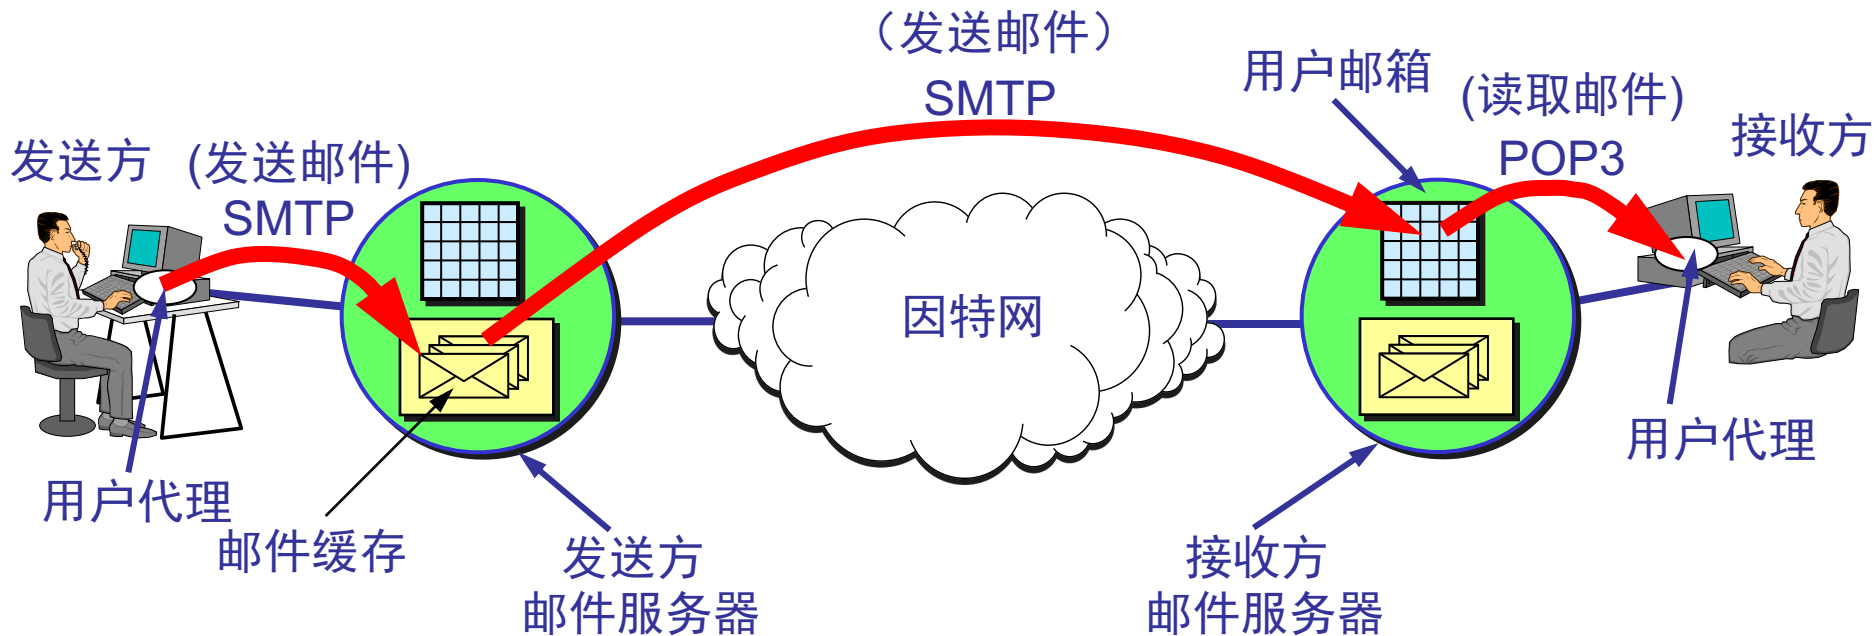 （发送邮件）
SMTP
用户邮箱
(读取邮件)
POP3
接收方
发送方
(发送邮件)
SMTP
因特网
用户代理
用户代理
邮件缓存
发送方
邮件服务器
接收方
邮件服务器